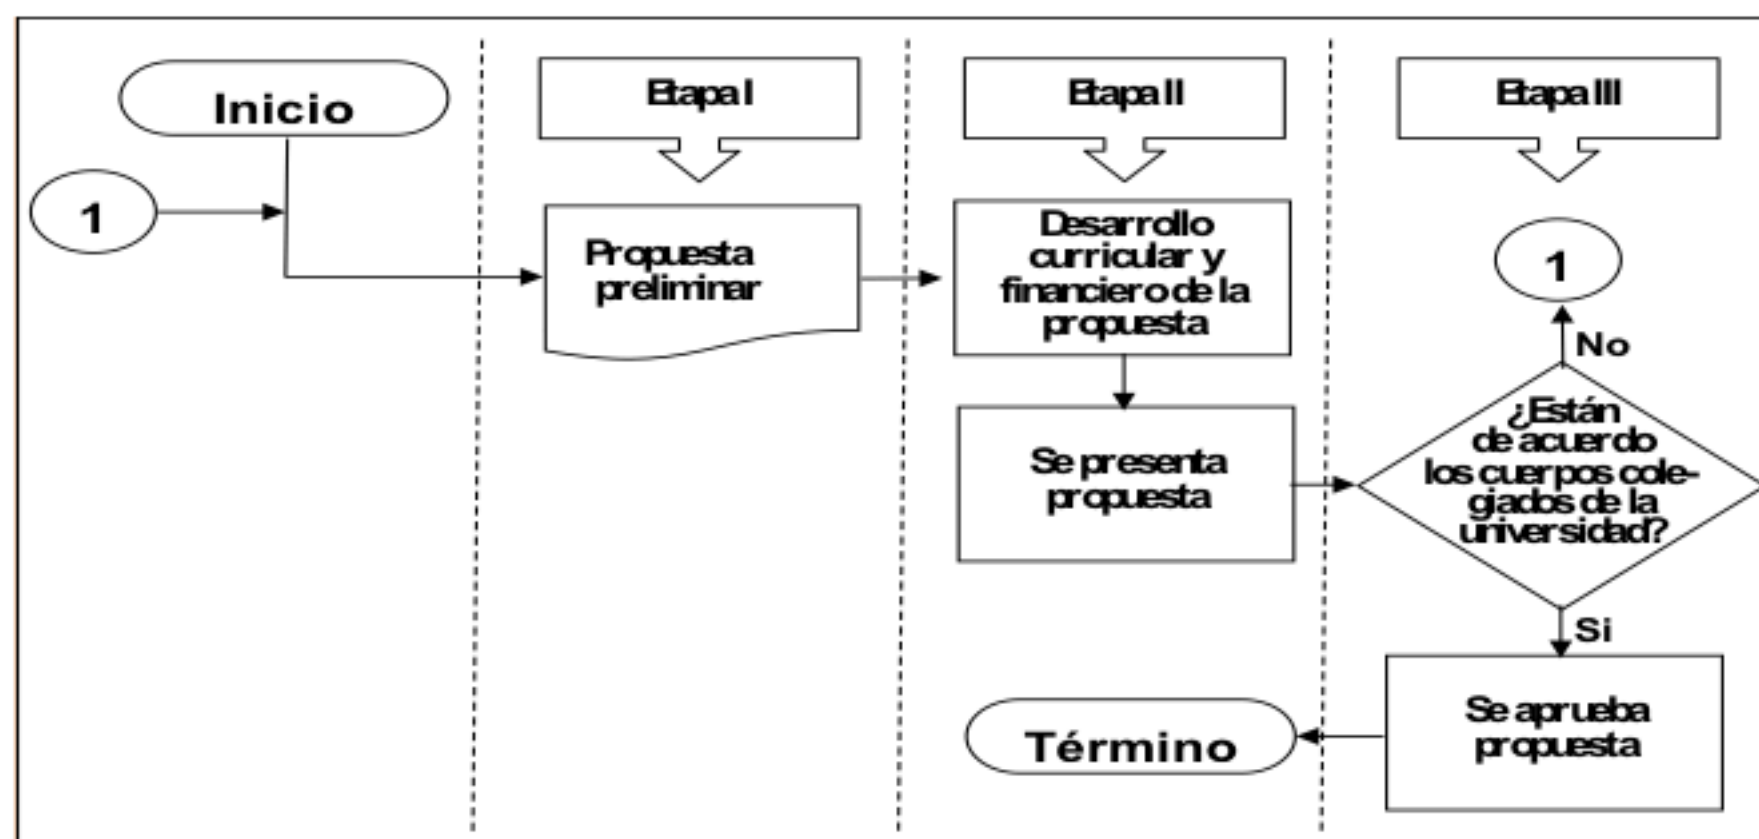 Inicio
1
Etapa I
Propuesta
preliminar
Etapa II
Desarrollo
curricular y
financiero de la
propuesta
Se presenta
propuesta
Término
Etapa III
1
No
¿Están
de acuerdo
los cuerpos cole-
giados de la
universidad?
Si
Se aprueba
propuesta